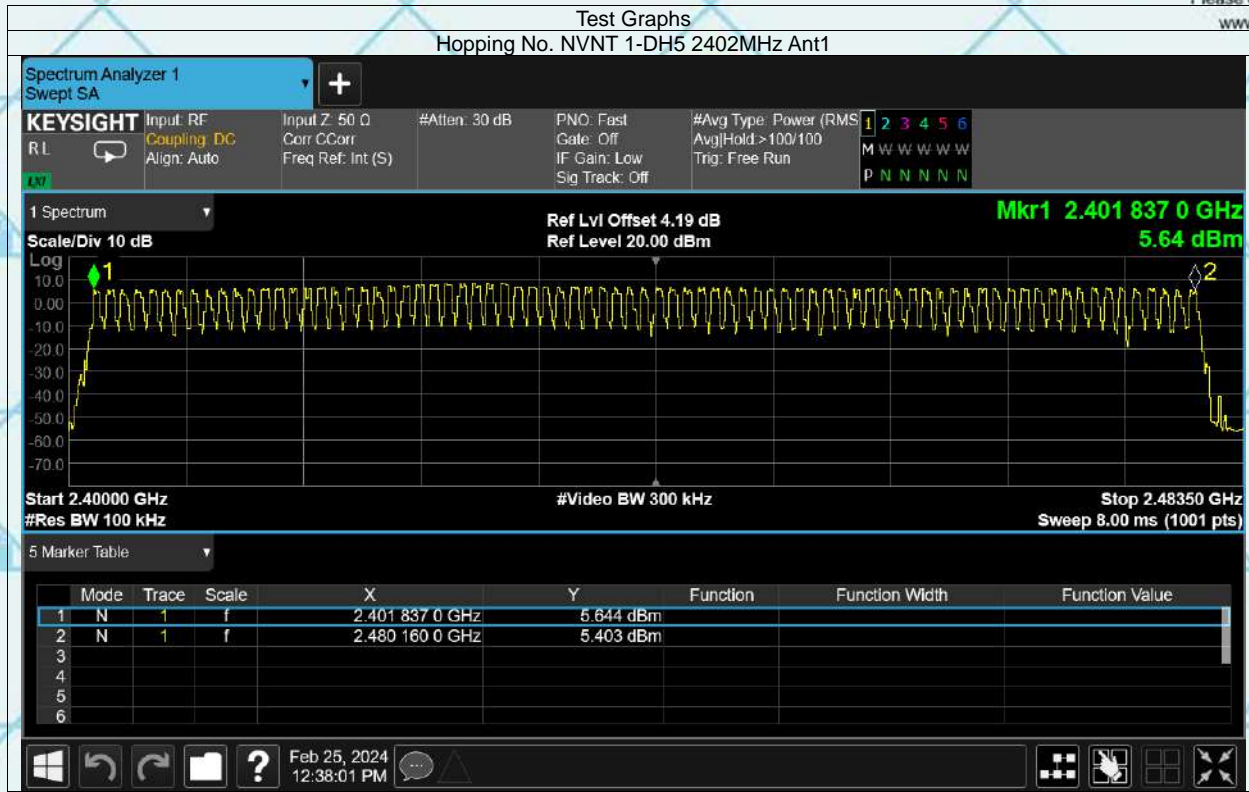 www
Test Graphs
Hopping No. NVNT 1-DH5 2402MHz Ant1
Spectrum Analyzer 1
Swept SA
+
KEYSIGHT
RL
LXI
Input: RF
Coupling: DC
Align: Auto
Input Z: 50 Ω
Corr CCorr
Freq Ref: Int (S)
#Atten: 30 dB
PNO: Fast
Gate: Off
IF Gain: Low
Sig Track: Off
#Avg Type: Power (RMS
Avg|Hold:>100/100
Trig: Free Run
1 2 3 4 5 6
M W W W W W
P N N N N N
1 Spectrum
Scale/Div 10 dB
Ref Lvl Offset 4.19 dB
Ref Level 20.00 dBm
Mkr1 2.401 837 0 GHz
5.64 dBm
Log
10.0
0.00
-10.0
-20.0
-30.0
-40.0
-50.0
-60.0
-70.0
1
2
Start 2.40000 GHz
#Res BW 100 kHz
#Video BW 300 kHz
Stop 2.48350 GHz
Sweep 8.00 ms (1001 pts)
5 Marker Table
Mode Trace Scale X Y Function Function Width Function Value
1 N 1 f 2.401 837 0 GHz 5.644 dBm
2 N 1 f 2.480 160 0 GHz 5.403 dBm
3
4
5
6
?
Feb 25, 2024
12:38:01 PM